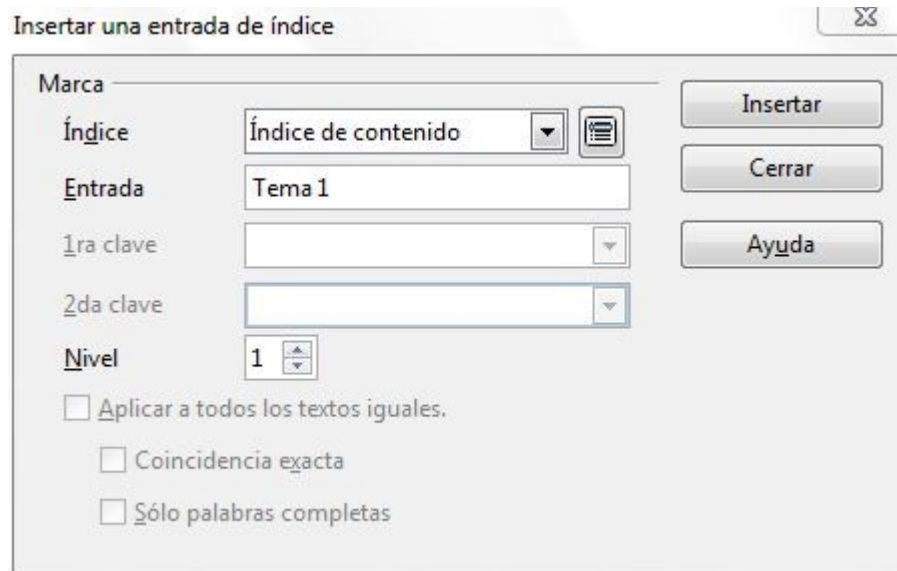 Insertar una entrada de índice
Marca
Índice
Índice de contenido
Insertar
Entrada
Tema 1
Cerrar
1ra clave
Ayuda
2da clave
Nivel
1
Aplicar a todos los textos iguales.
Coincidencia exacta
Sólo palabras completas